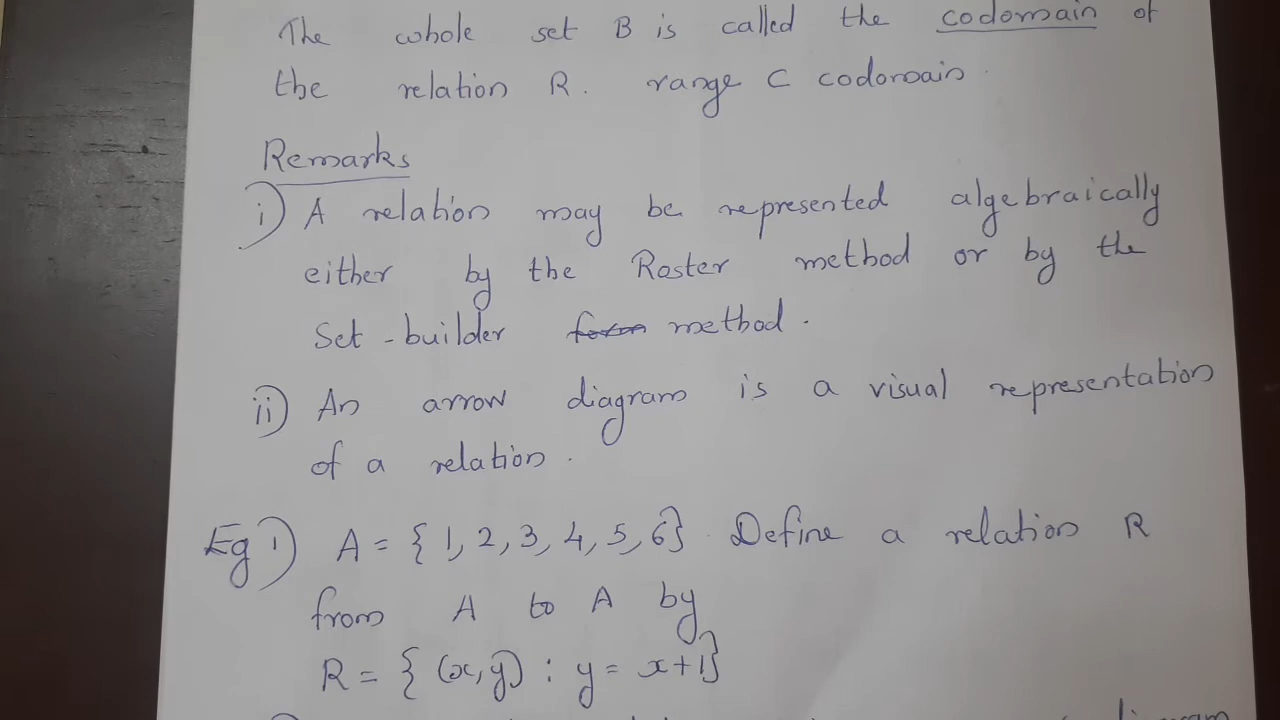 The whole set B is called the codomain of
the relation R. range ⊂ codomain.
Remarks
i) A relation may be represented algebraically
either by the Roster method or by the
Set-builder form method.
ii) An arrow diagram is a visual representation
of a relation.
Eg 1) A = {1, 2, 3, 4, 5, 6}. Define a relation R
from A to A by
R = {(x, y) : y = x+1}
diagram